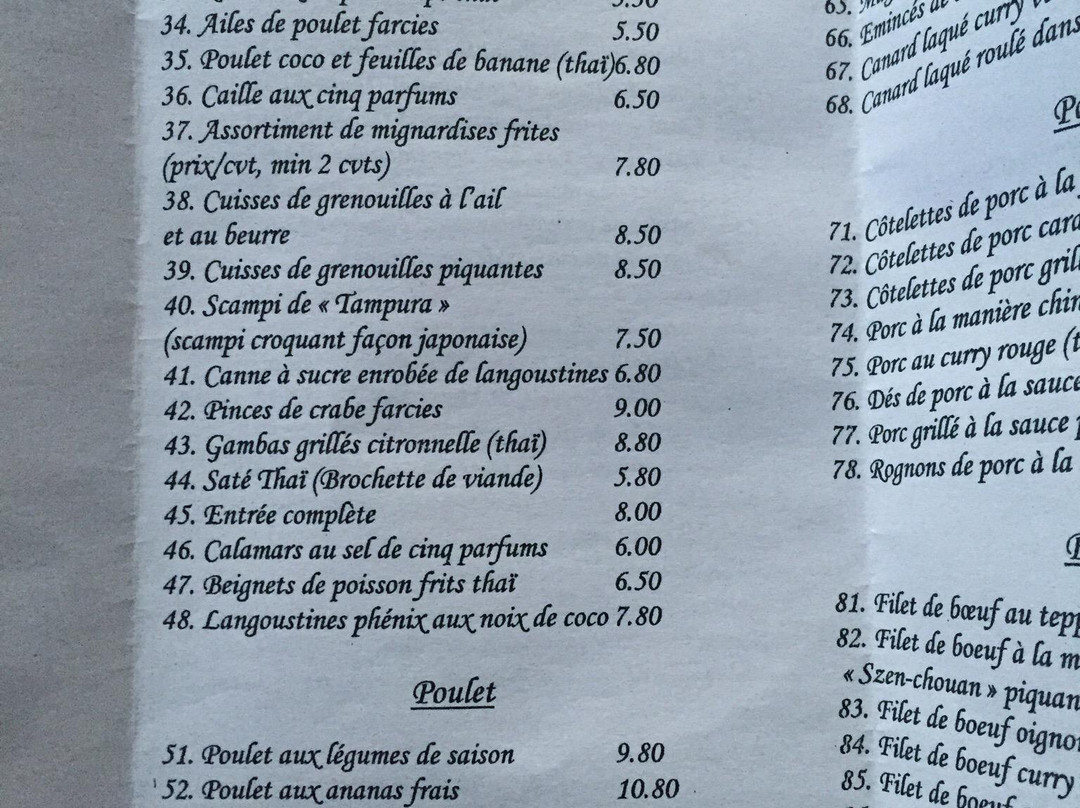 34. Ailes de poulet farcies 5.50
35. Poulet coco et feuilles de banane (thaï)6.80
36. Caille aux cinq parfums 6.50
37. Assortiment de mignardises frites
(prix/cvt, min 2 cvts) 7.80
38. Cuisses de grenouilles à l'ail
et au beurre 8.50
39. Cuisses de grenouilles piquantes 8.50
40. Scampi de « Tampura »
(scampi croquant façon japonaise) 7.50
41. Canne à sucre enrobée de langoustines 6.80
42. Pinces de crabe farcies 9.00
43. Gambas grillés citronnelle (thaï) 8.80
44. Saté Thaï (Brochette de viande) 5.80
45. Entrée complète 8.00
46. Calamars au sel de cinq parfums 6.00
47. Beignets de poisson frits thaï 6.50
48. Langoustines phénix aux noix de coco 7.80
Poulet
51. Poulet aux légumes de saison 9.80
52. Poulet aux ananas frais 10.80
65.
66. Emincés de
67. Canard laqué curry
68. Canard laqué roulé dans
71. Côtelettes de porc à la
72. Côtelettes de porc
73. Côtelettes de porc
74. Porc à la manière
75. Porc au curry rouge
76. Dés de porc à la sauce
77. Porc grillé à la sauce
78. Rognons de porc à la
81. Filet de bœuf au
82. Filet de boeuf à la
« Szen-chouan »
83. Filet de boeuf
84. Filet de boeuf curry
85. Filet de